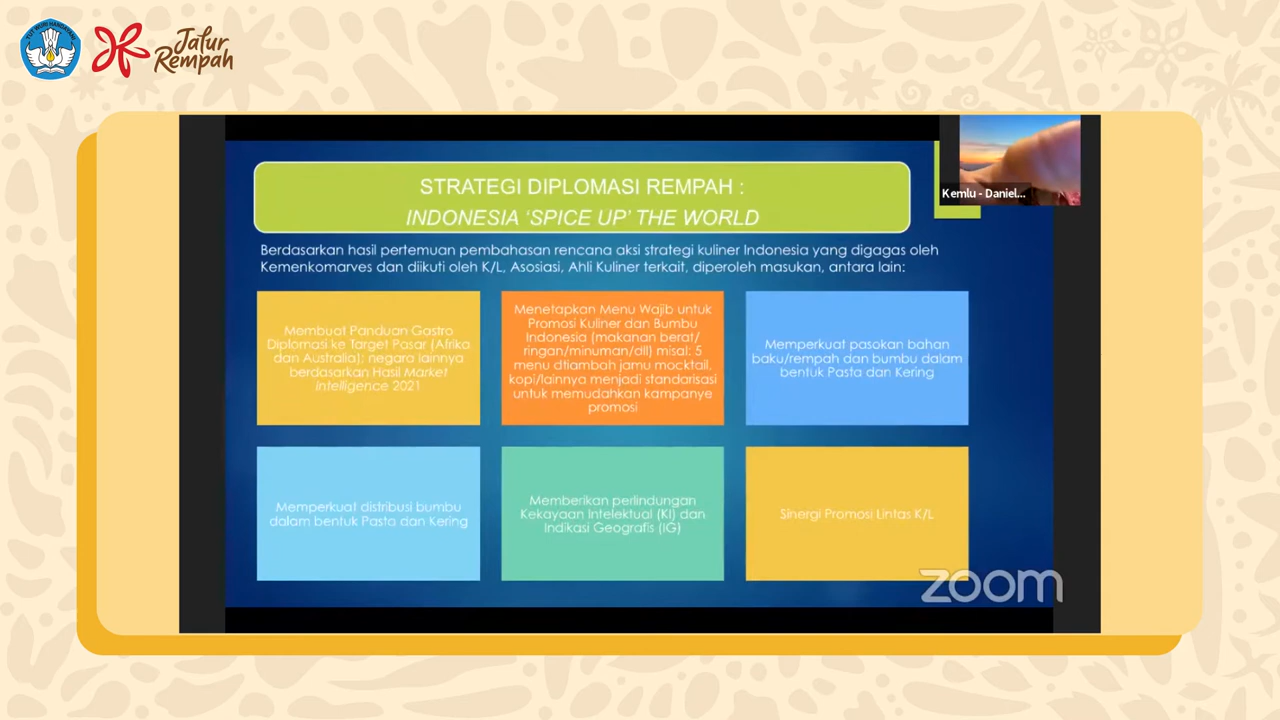 TUT WURI HANDAYANI
Jalur
Rempah
Kemlu - Daniel...
STRATEGI DIPLOMASI REMPAH :
INDONESIA ‘SPICE UP’ THE WORLD
Berdasarkan hasil pertemuan pembahasan rencana aksi strategi kuliner Indonesia yang digagas oleh
Kemenkomarves dan diikuti oleh K/L, Asosiasi, Ahli Kuliner terkait, diperoleh masukan, antara lain:
Membuat Panduan Gastro
Diplomasi ke Target Pasar (Afrika
dan Australia); negara lainnya
berdasarkan Hasil Market
Intelligence 2021
Menetapkan Menu Wajib untuk
Promosi Kuliner dan Bumbu
Indonesia (makanan berat/
ringan/minuman/dll) misal: 5
menu dtiambah jamu mocktail,
kopi/lainnya menjadi standarisasi
untuk memudahkan kampanye
promosi
Memperkuat pasokan bahan
baku/rempah dan bumbu dalam
bentuk Pasta dan Kering
Memperkuat distribusi bumbu
dalam bentuk Pasta dan Kering
Memberikan perlindungan
Kekayaan Intelektual (KI) dan
Indikasi Geografis (IG)
Sinergi Promosi Lintas K/L
zoom